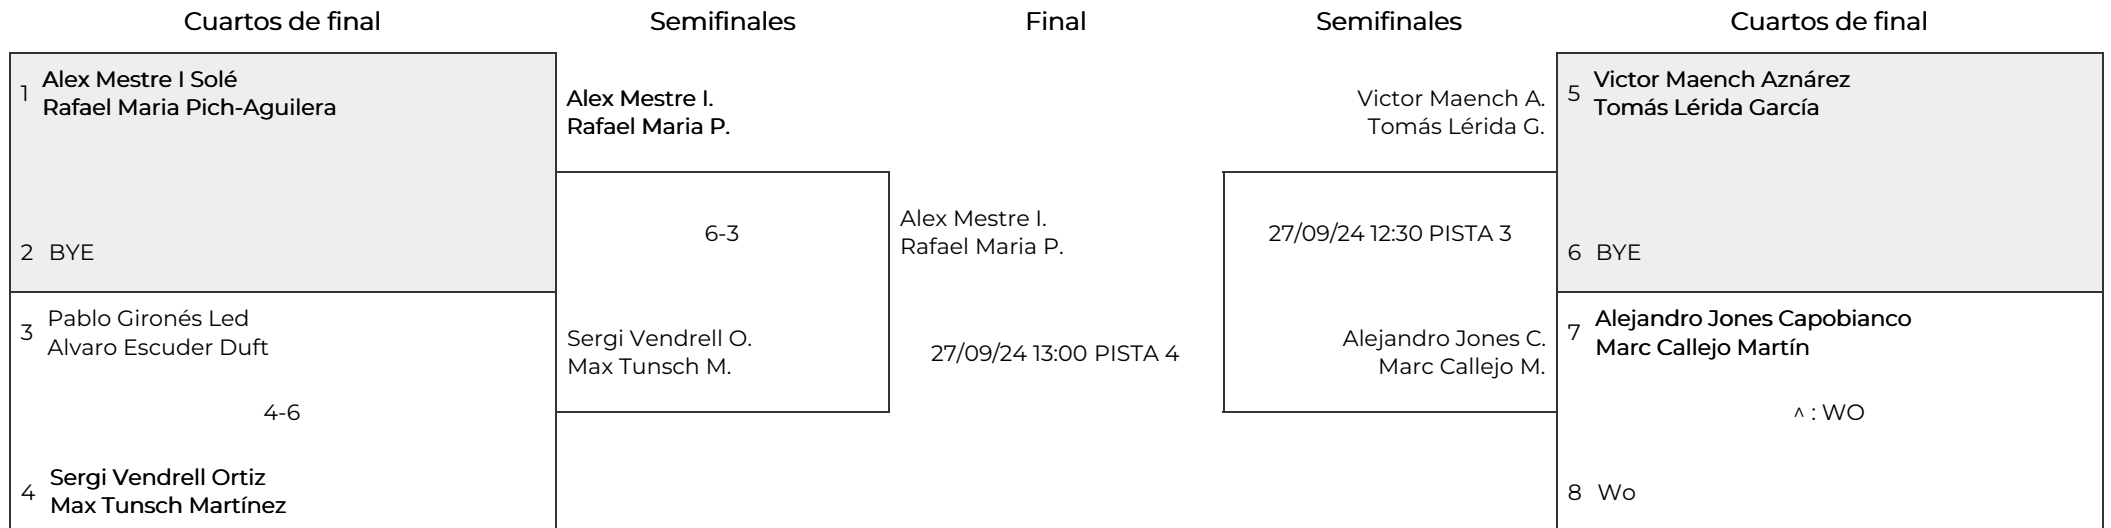 Cuartos de final
Semifinales
Final
Semifinales
Cuartos de final
1
Alex Mestre I Solé
Rafael Maria Pich-Aguilera
2 BYE
3
Pablo Gironés Led
Alvaro Escuder Duft
4-6
4
Sergi Vendrell Ortiz
Max Tunsch Martínez
Alex Mestre I.
Rafael Maria P.
6-3
Sergi Vendrell O.
Max Tunsch M.
Alex Mestre I.
Rafael Maria P.
27/09/24 13:00 PISTA 4
Victor Maench A.
Tomás Lérida G.
27/09/24 12:30 PISTA 3
Alejandro Jones C.
Marc Callejo M.
5
Victor Maench Aznárez
Tomás Lérida García
6 BYE
7
Alejandro Jones Capobianco
Marc Callejo Martín
^ : WO
8 Wo